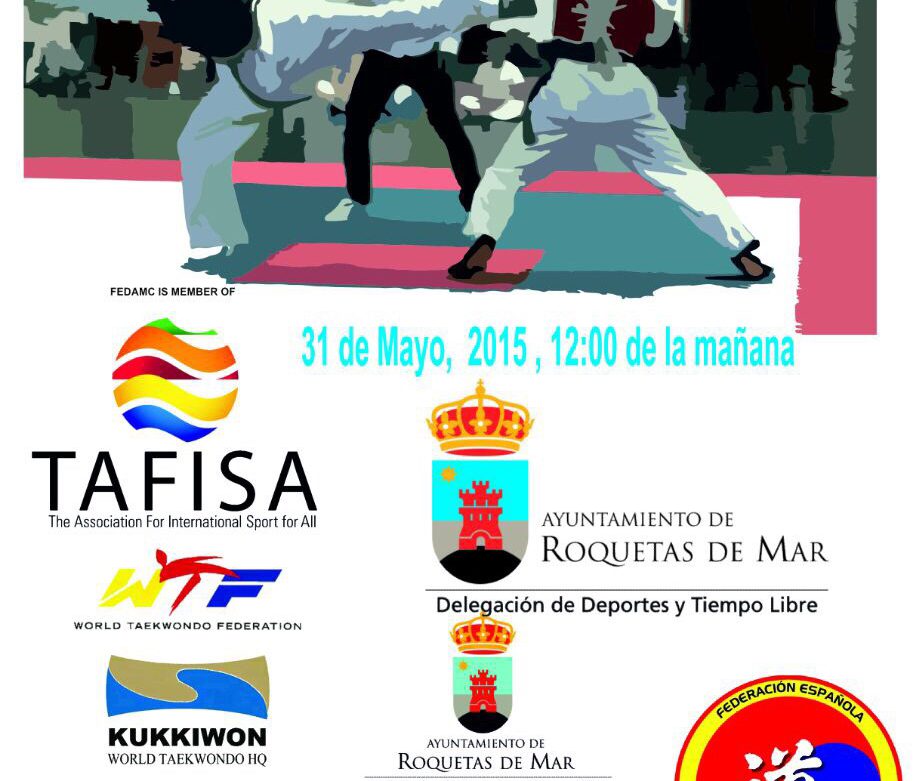 FEDAMC IS MEMBER OF
31 de Mayo, 2015 , 12:00 de la mañana
TAFISA
The Association For International Sport for All
AYUNTAMIENTO DE
ROQUETAS DE MAR
Delegación de Deportes y Tiempo Libre
WTF
WORLD TAEKWONDO FEDERATION
KUKKIWON
WORLD TAEKWONDO HQ
AYUNTAMIENTO DE
ROQUETAS DE MAR
FEDERACIÓN ESPAÑOLA
道